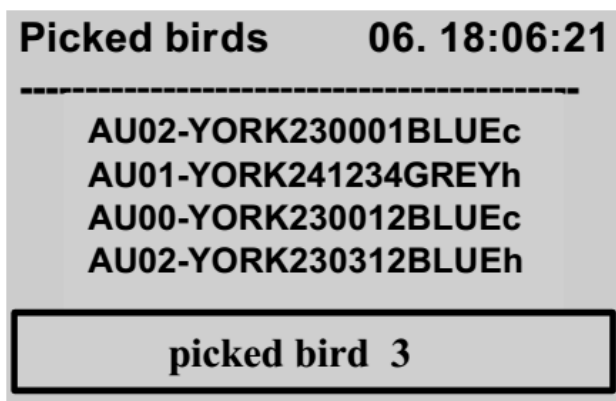 Picked birds 06. 18:06:21
------------------------------------------------
AU02-YORK230001BLUEc
AU01-YORK241234GREYh
AU00-YORK230012BLUEc
AU02-YORK230312BLUEh
picked bird 3